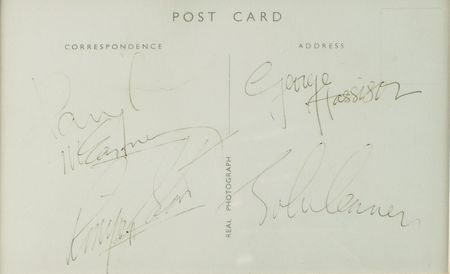 POST CARD
CORRESPONDENCE
ADDRESS
Paul
McCartney
George
Harrison
REAL PHOTOGRAPH
Ringo Starr
John Lennon